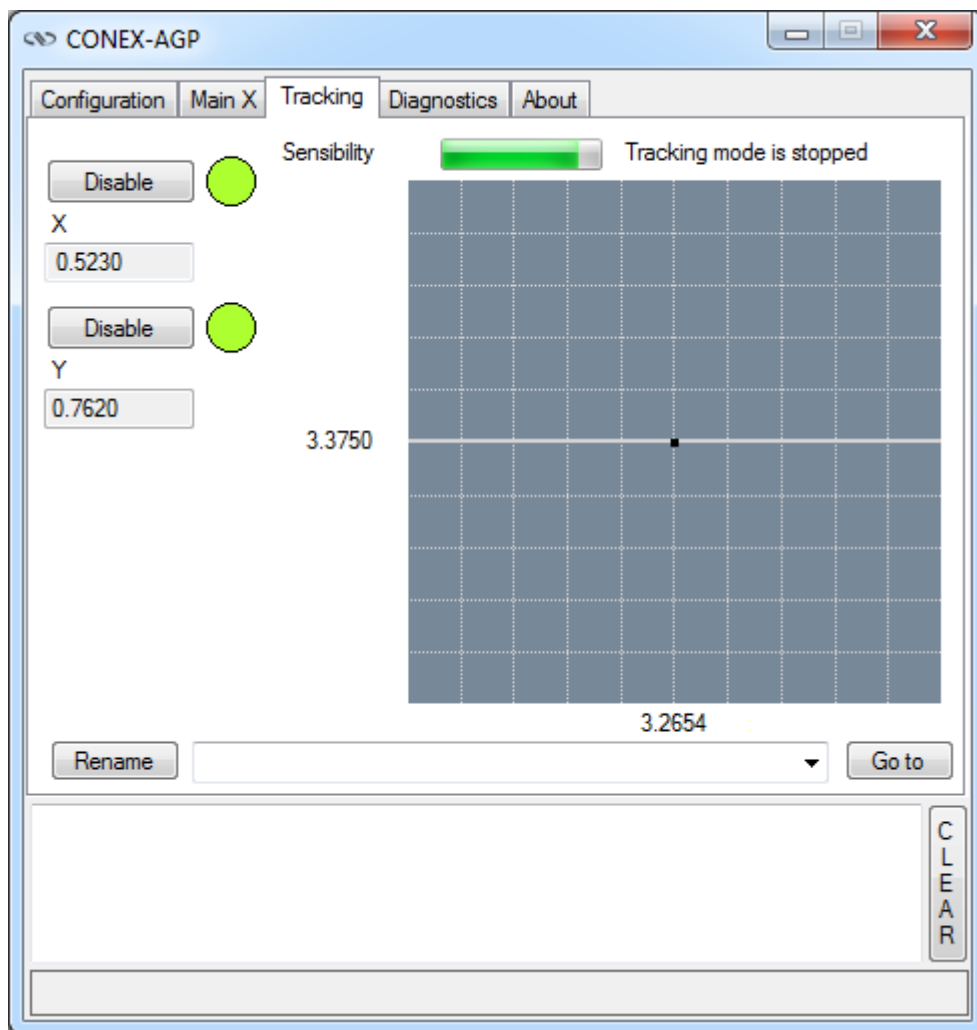 CONEX-AGP
Configuration Main X Tracking Diagnostics About
Sensibility Tracking mode is stopped
Disable
X
0.5230
Disable
Y
0.7620
3.3750
3.2654
Rename Go to
CLEAR